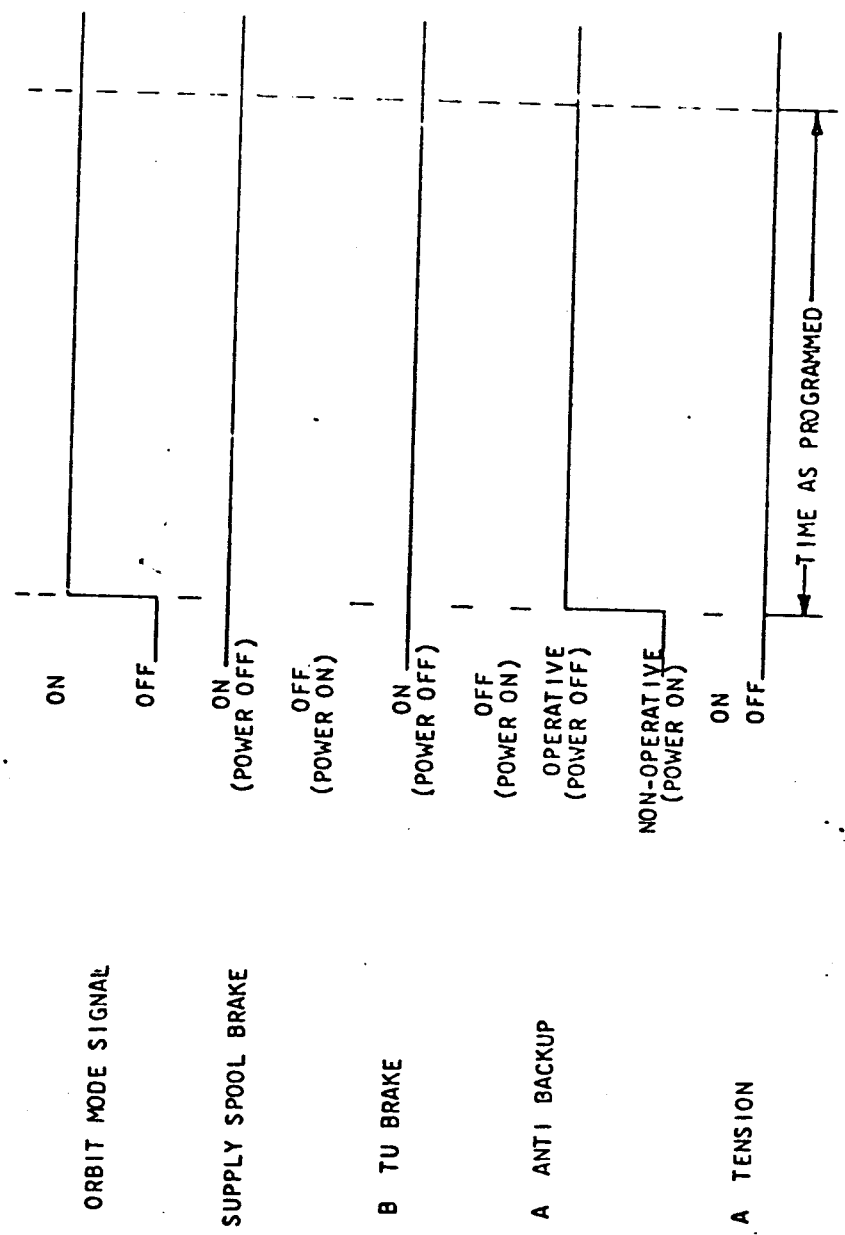 ORBIT MODE SIGNAL
ON
OFF
SUPPLY SPOOL BRAKE
ON
(POWER OFF)
OFF
(POWER ON)
B TU BRAKE
ON
(POWER OFF)
OFF
(POWER ON)
A ANTI BACKUP
OPERATIVE
(POWER OFF)
NON-OPERATIVE
(POWER ON)
A TENSION
ON
OFF
TIME AS PROGRAMMED